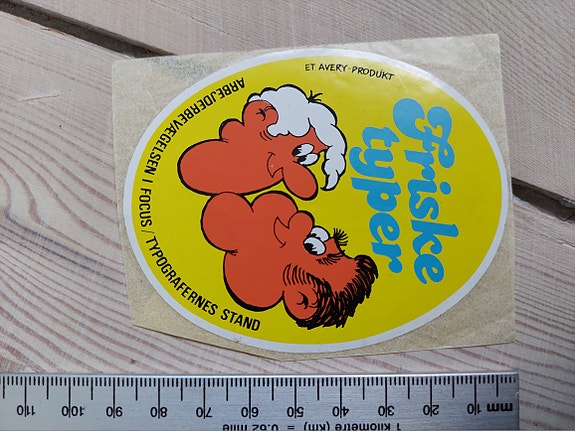 Friske
typer
ET AVERY-PRODUKT
ARBEJDERBEVÆGELSEN I FOCUS/TYPOGRAFERNES STAND
mm 10 20 30 40 50 60 70 80 90 100 110
1 kilometre (km) = 0.62 mile